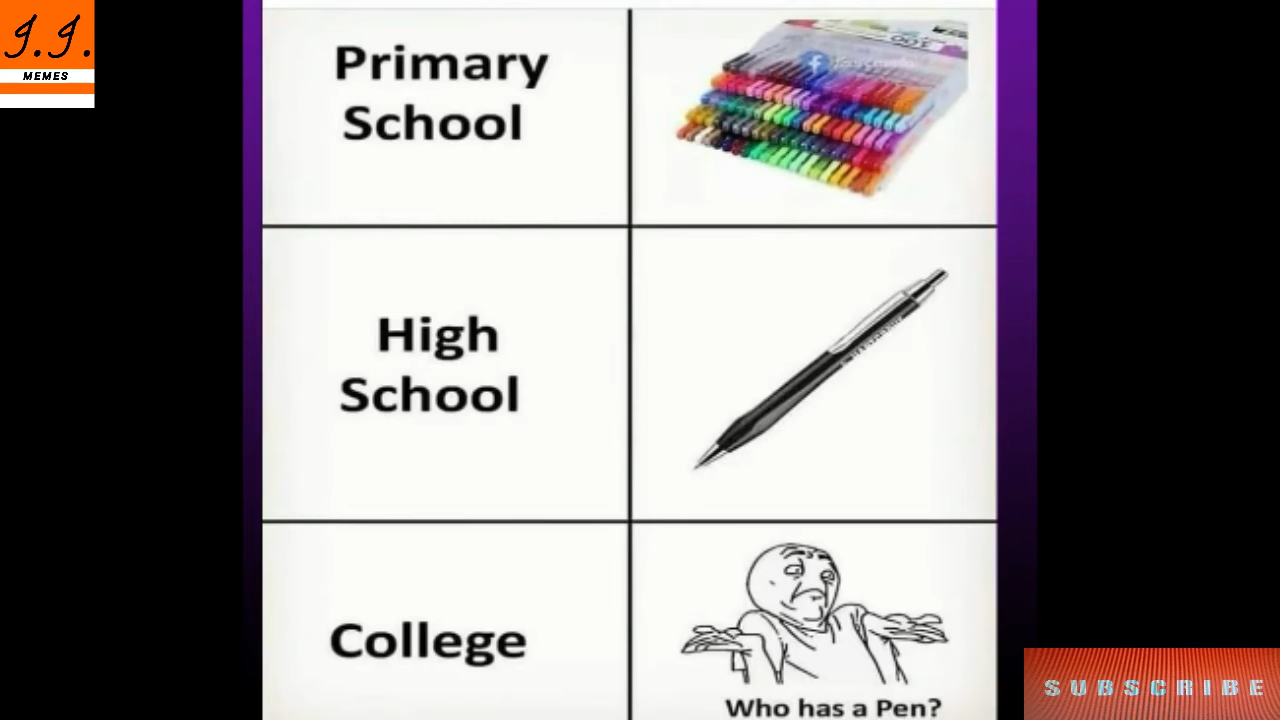 J.J.
MEMES
Primary
School
High
School
College
Who has a Pen?
SUBSCRIBE